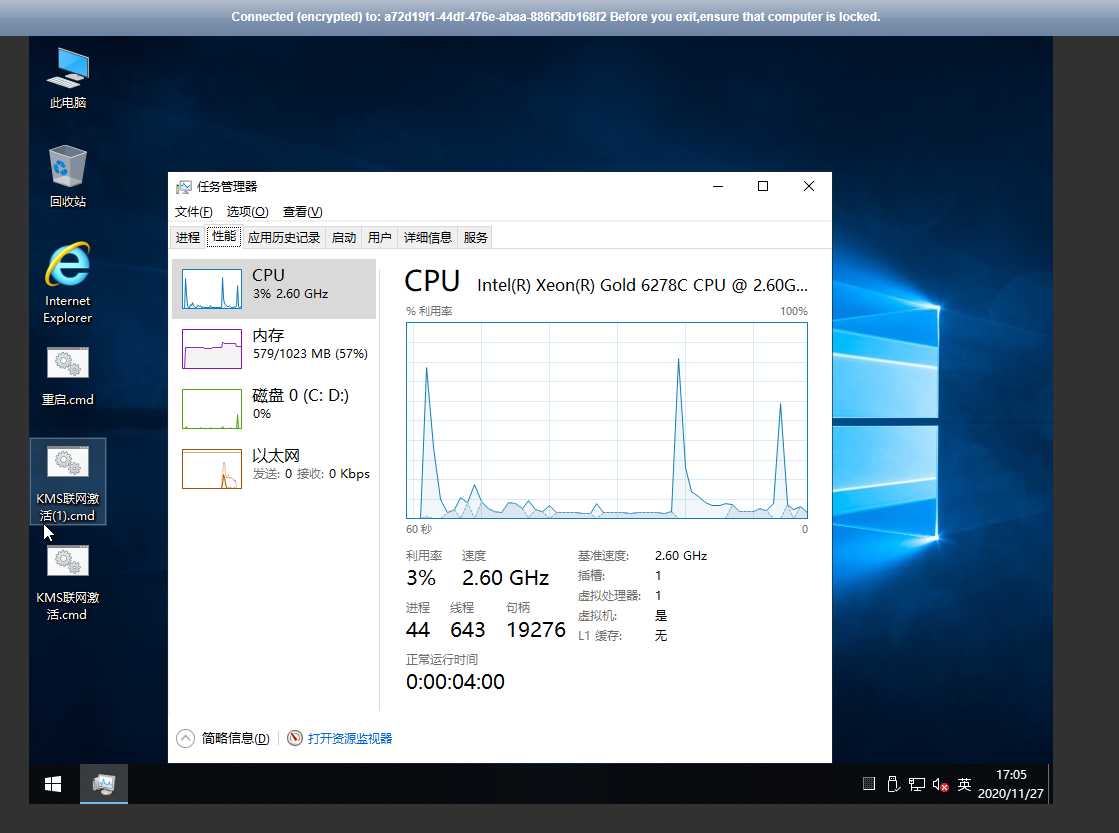 Connected (encrypted) to: a72d19f1-44df-476e-abaa-886f3db168f2 Before you exit,ensure that computer is locked.
此电脑
回收站
Internet
Explorer
重启.cmd
KMS联网激
活(1).cmd
KMS联网激
活.cmd
任务管理器
文件(F) 选项(O) 查看(V)
进程 性能 应用历史记录 启动 用户 详细信息 服务
CPU
3% 2.60 GHz
内存
579/1023 MB (57%)
磁盘 0 (C: D:)
0%
以太网
发送: 0 接收: 0 Kbps
CPU Intel(R) Xeon(R) Gold 6278C CPU @ 2.60G...
% 利用率 100%
60 秒 0
利用率 速度
3% 2.60 GHz
进程 线程 句柄
44 643 19276
正常运行时间
0:00:04:00
基准速度: 2.60 GHz
插槽: 1
虚拟处理器: 1
虚拟机: 是
L1 缓存: 无
简略信息(D) 打开资源监视器
英
17:05
2020/11/27